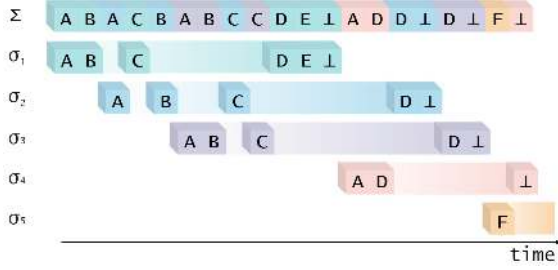 Σ A B A C B A B C C D E ⊥ A D D ⊥ D ⊥ F ⊥
σ₁ A B C D E ⊥
σ₂ A B C D ⊥
σ₃ A B C D ⊥
σ₄ A D ⊥
σ₅ F
time